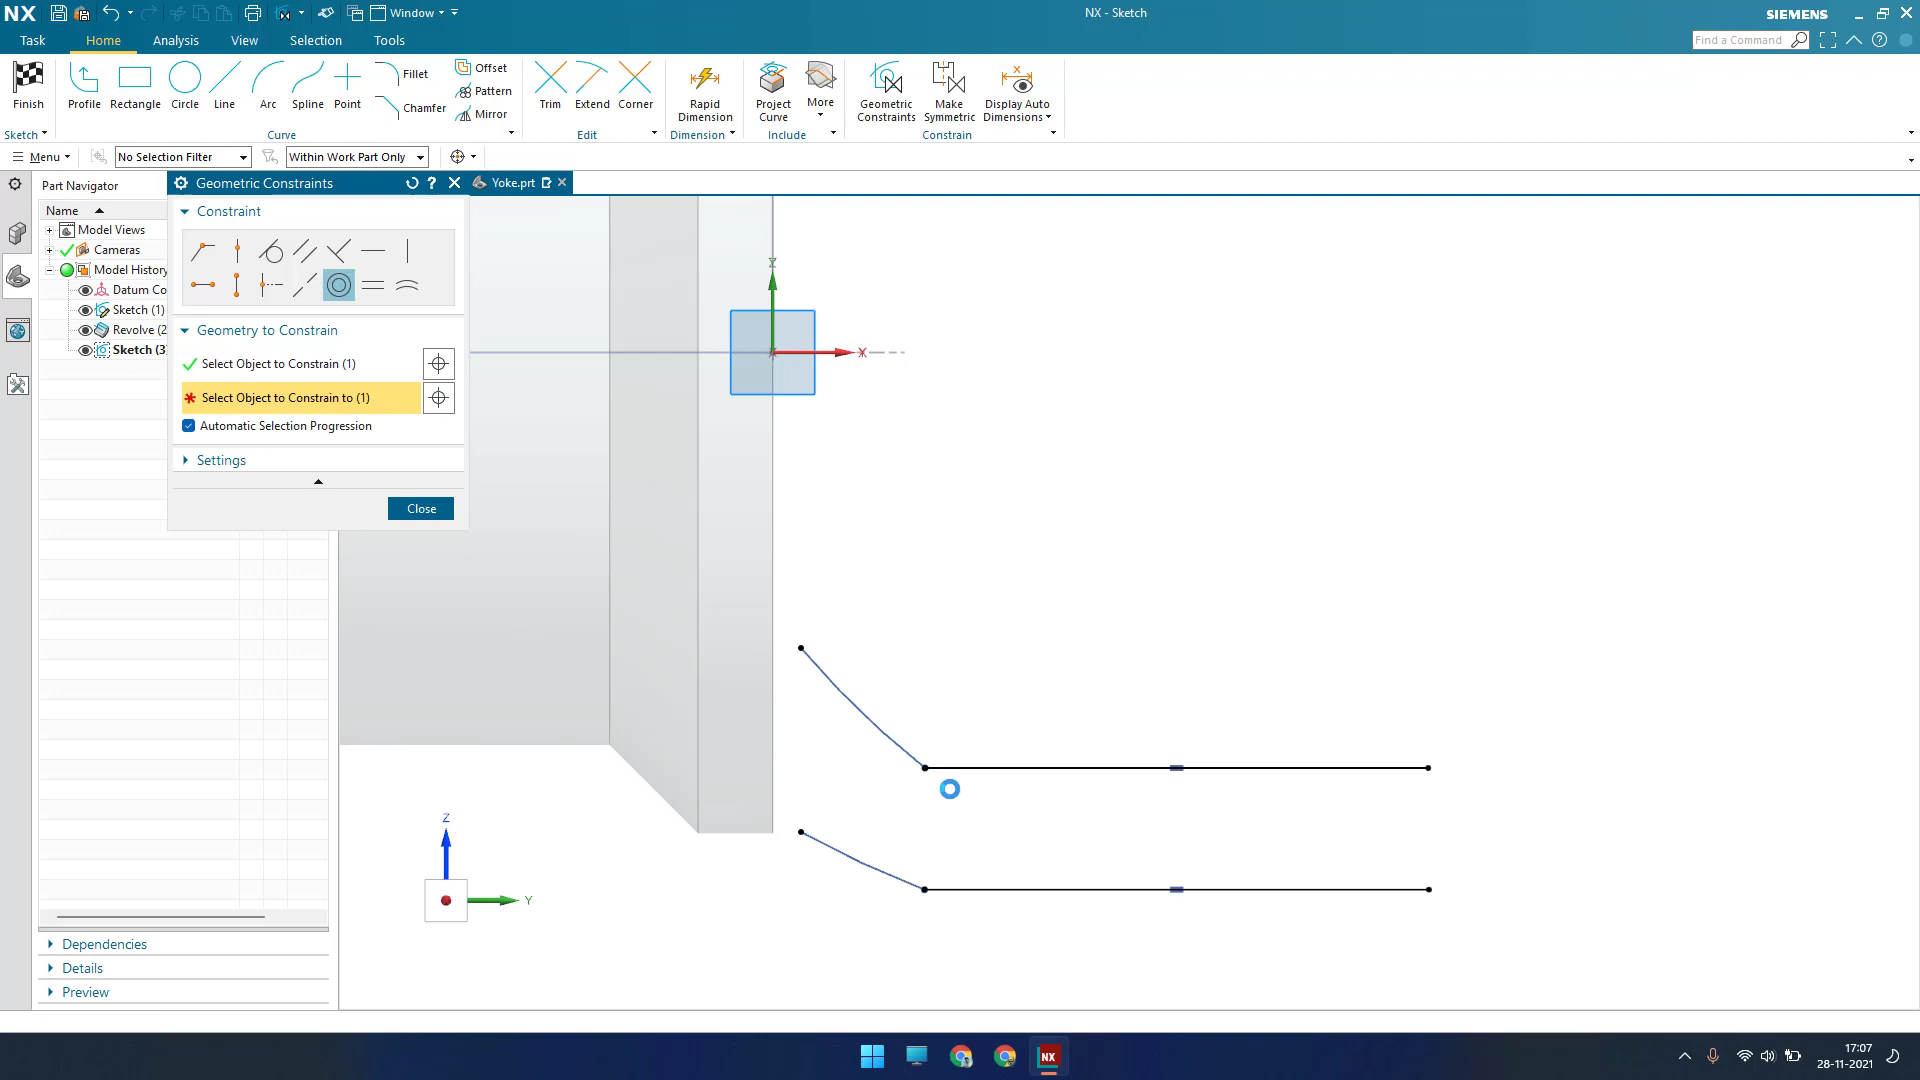 NX
Window
NX - Sketch
SIEMENS
Task
Home
Analysis
View
Selection
Tools
Find a Command
Finish
Profile
Rectangle
Circle
Line
Arc
Spline
Point
Fillet
Chamfer
Offset
Pattern
Mirror
Trim
Extend
Corner
Rapid
Dimension
Project
Curve
More
Geometric
Constraints
Make
Symmetric
Display Auto
Dimensions
Sketch
Curve
Edit
Dimension
Include
Constrain
Menu
No Selection Filter
Within Work Part Only
Part Navigator
Geometric Constraints
Yoke.prt
Name
Constraint
Model Views
Cameras
Model History
Datum Co
Sketch (1)
Revolve (2
Sketch (3
Geometry to Constrain
Select Object to Constrain (1)
Select Object to Constrain to (1)
Automatic Selection Progression
Settings
Close
Y
X
Z
Y
Dependencies
Details
Preview
NX
17:07
28-11-2021